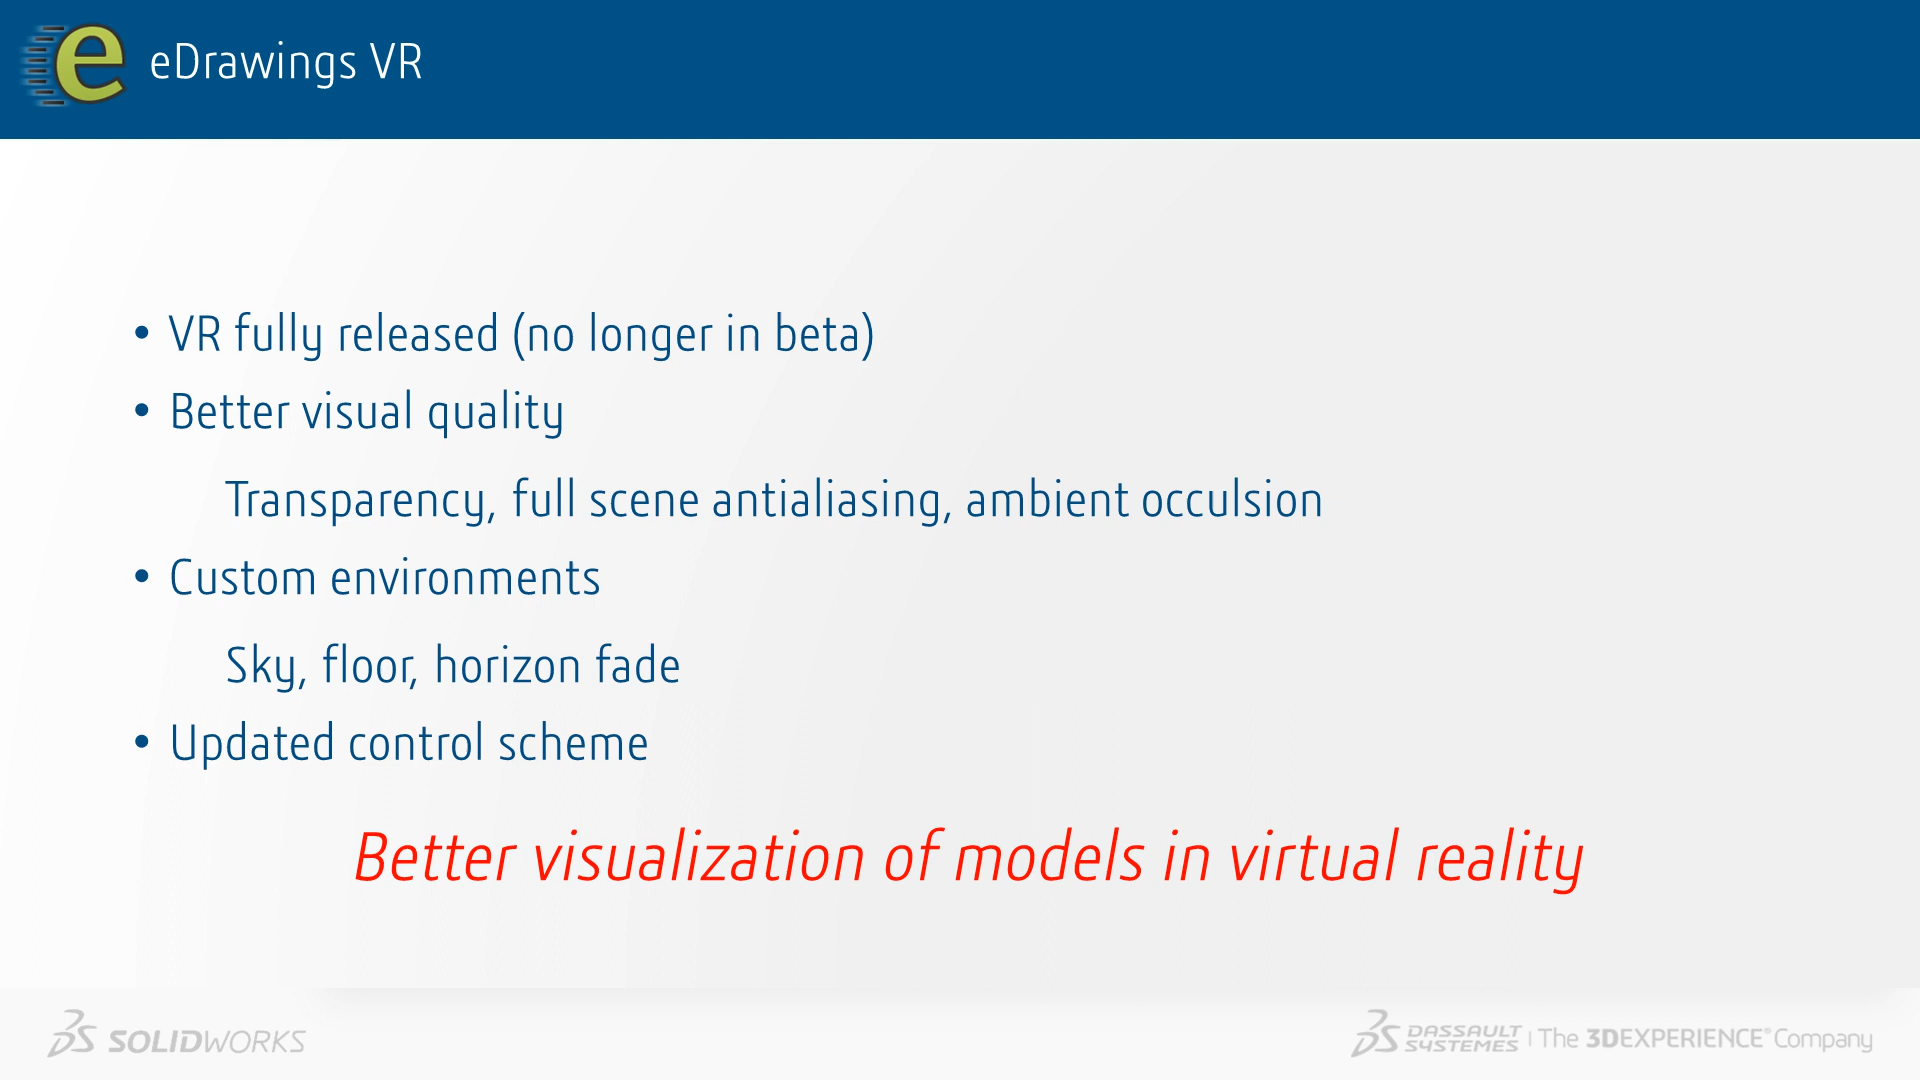 e eDrawings VR
• VR fully released (no longer in beta)
• Better visual quality
Transparency, full scene antialiasing, ambient occulsion
• Custom environments
Sky, floor, horizon fade
• Updated control scheme
Better visualization of models in virtual reality
3S SOLIDWORKS
3S DASSAULT SYSTEMES | The 3DEXPERIENCE® Company